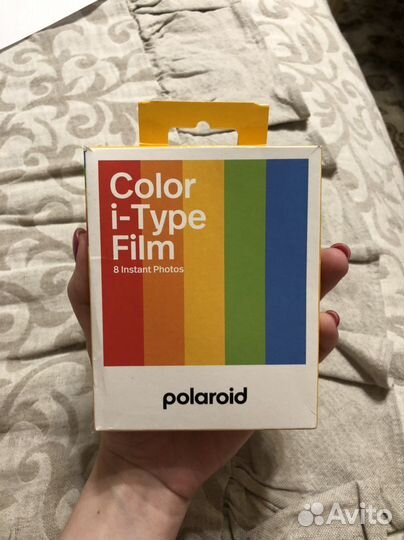 Color
i-Type
Film
8 Instant Photos
polaroid
Avito